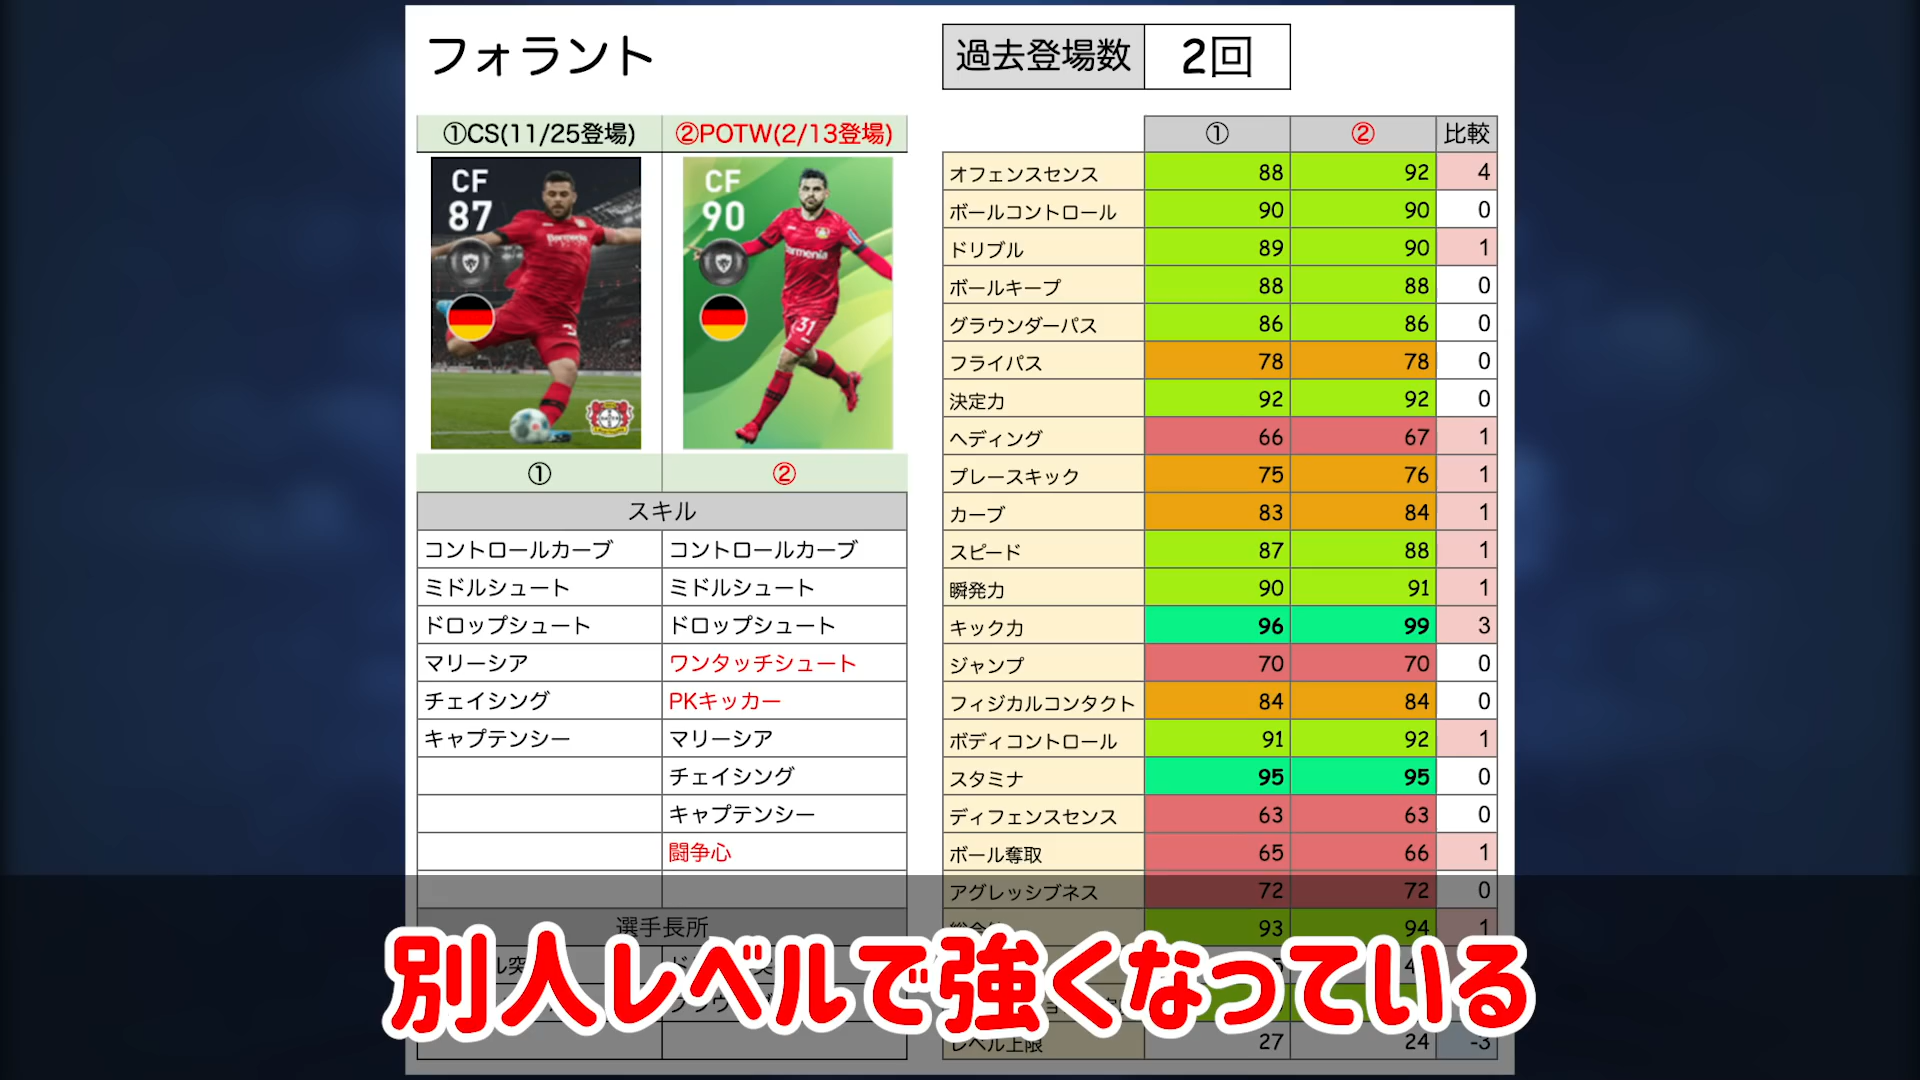 フォラント
過去登場数 2回
①CS(11/25登場) ②POTW(2/13登場)
CF
87
CF
90
① ②
スキル
コントロールカーブ コントロールカーブ
ミドルシュート ミドルシュート
ドロップシュート ドロップシュート
マリーシア ワンタッチシュート
チェイシング PKキッカー
キャプテンシー マリーシア
チェイシング
キャプテンシー
闘争心
選手長所
① ② 比較
オフェンスセンス 88 92 4
ボールコントロール 90 90 0
ドリブル 89 90 1
ボールキープ 88 88 0
グラウンダーパス 86 86 0
フライパス 78 78 0
決定力 92 92 0
ヘディング 66 67 1
プレースキック 75 76 1
カーブ 83 84 1
スピード 87 88 1
瞬発力 90 91 1
キック力 96 99 3
ジャンプ 70 70 0
フィジカルコンタクト 84 84 0
ボディコントロール 91 92 1
スタミナ 95 95 0
ディフェンスセンス 63 63 0
ボール奪取 65 66 1
アグレッシブネス 72 72 0
93 94 1
レベル上限 27 24 -3
別人レベルで強くなっている